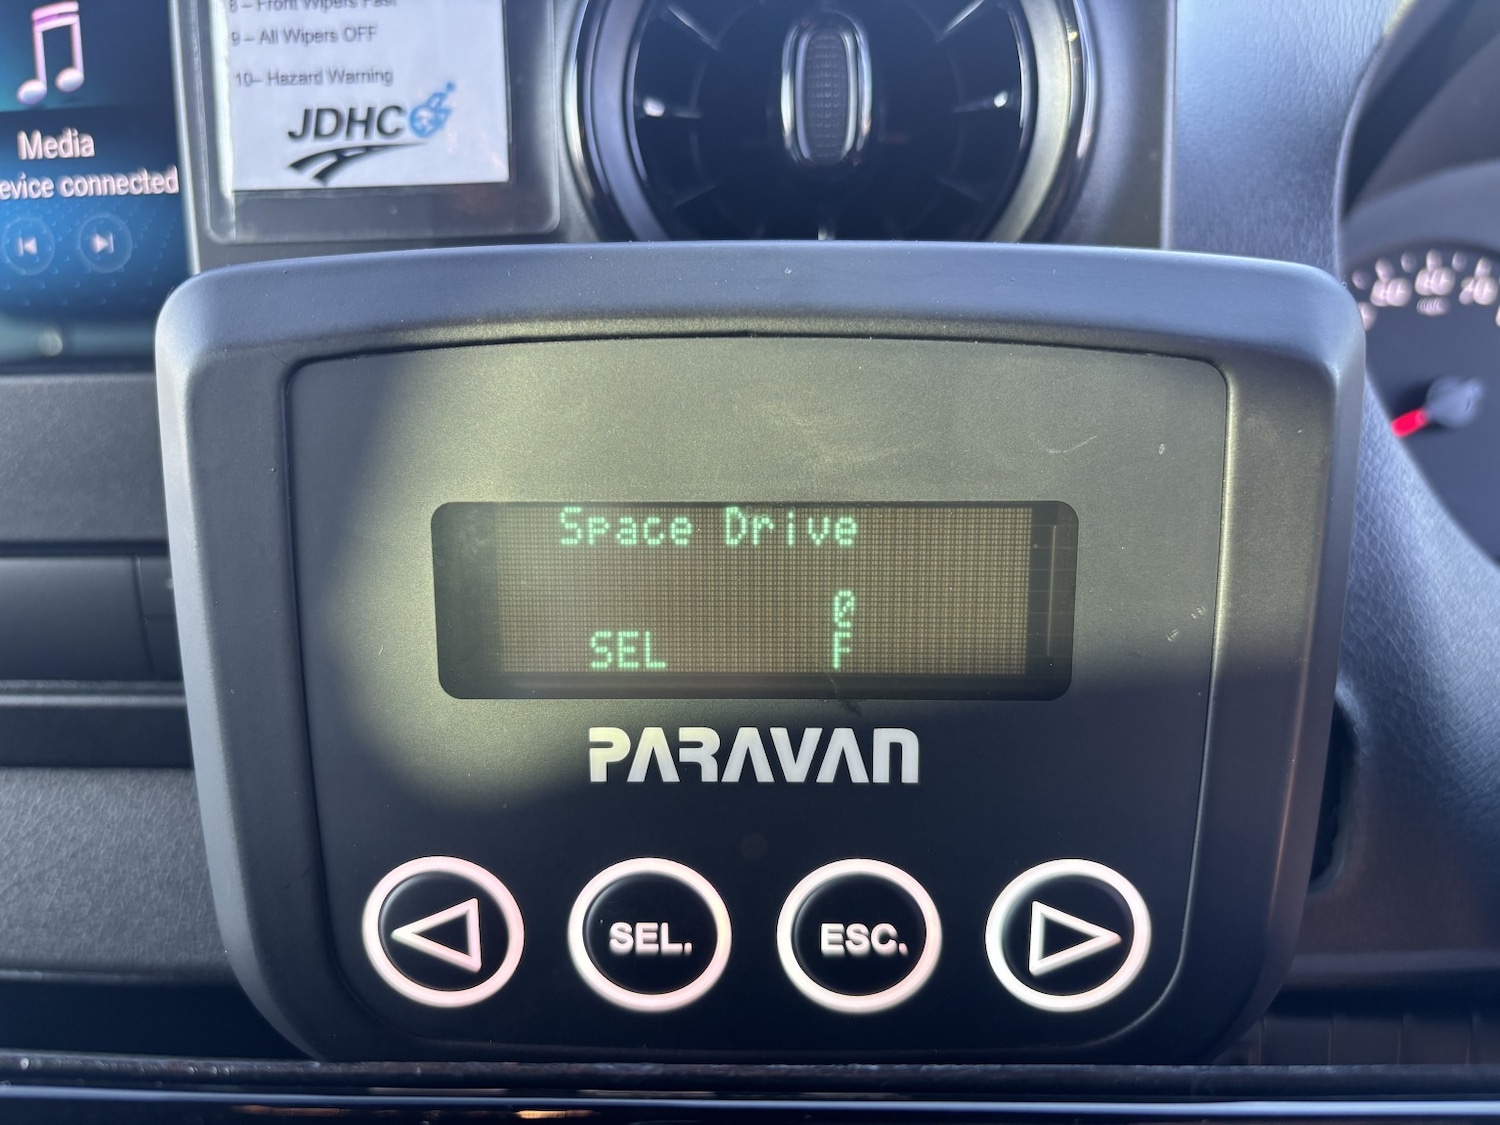 8 – Front Wipers Fast
9 – All Wipers OFF
10– Hazard Warning
JDHC
Media
evice connected
Space Drive
0
SEL F
PARAVAN
SEL.
ESC.